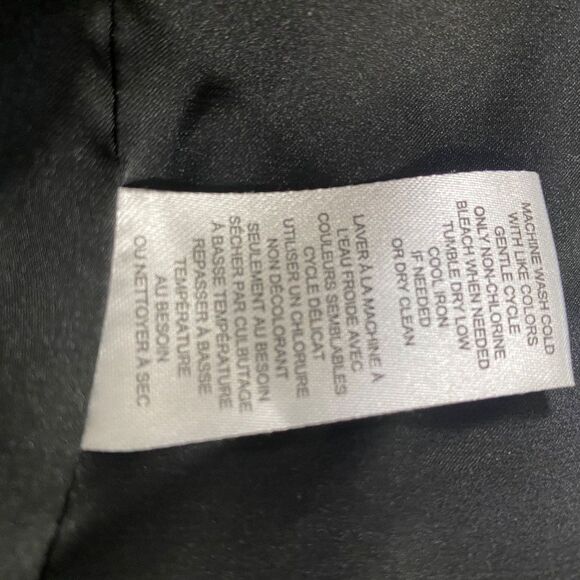 MACHINE WASH COLD
WITH LIKE COLORS
GENTLE CYCLE
ONLY NON-CHLORINE
BLEACH WHEN NEEDED
TUMBLE DRY LOW
COOL IRON
IF NEEDED
OR DRY CLEAN
LAVER À LA MACHINE À
L'EAU FROIDE AVEC
COULEURS SEMBLABLES
CYCLE DÉLICAT
UTILISER UN CHLORURE
NON DÉCOLORANT
SEULEMENT AU BESOIN
SÉCHER PAR CULBUTAGE
À BASSE TEMPÉRATURE
REPASSER À BASSE
TEMPÉRATURE
AU BESOIN
OU NETTOYER À SEC